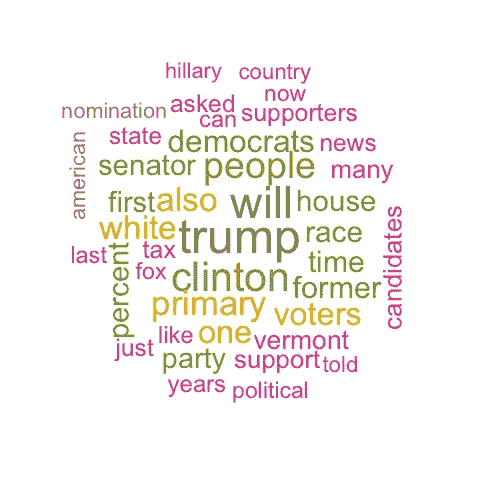 hillary country
now
nomination asked can supporters
state democrats news
american senator people many
first also will house
white trump race
last tax percent fox clinton time former candidates
primary voters
just like one vermont
party support told
years political